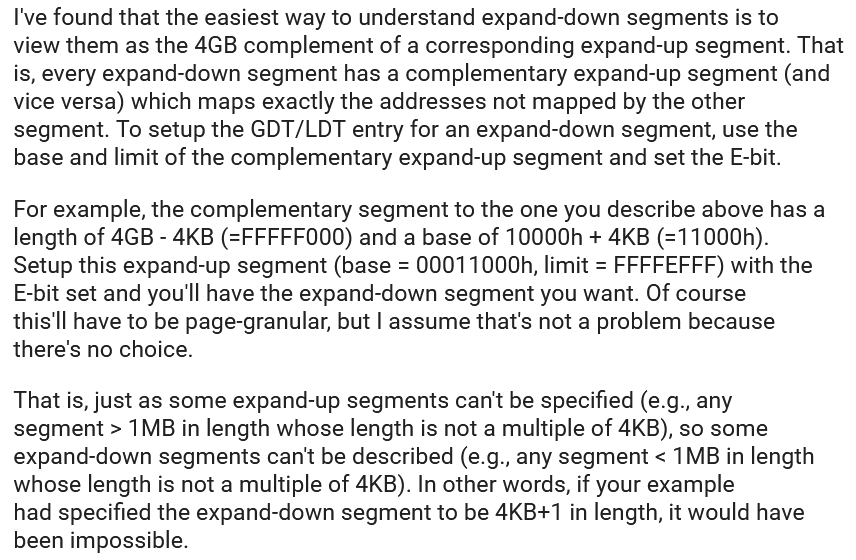 I've found that the easiest way to understand expand-down segments is to
view them as the 4GB complement of a corresponding expand-up segment. That
is, every expand-down segment has a complementary expand-up segment (and
vice versa) which maps exactly the addresses not mapped by the other
segment. To setup the GDT/LDT entry for an expand-down segment, use the
base and limit of the complementary expand-up segment and set the E-bit.
For example, the complementary segment to the one you describe above has a
length of 4GB - 4KB (=FFFFF000) and a base of 10000h + 4KB (=11000h).
Setup this expand-up segment (base = 00011000h, limit = FFFFEFFF) with the
E-bit set and you'll have the expand-down segment you want. Of course
this'll have to be page-granular, but I assume that's not a problem because
there's no choice.
That is, just as some expand-up segments can't be specified (e.g., any
segment > 1MB in length whose length is not a multiple of 4KB), so some
expand-down segments can't be described (e.g., any segment < 1MB in length
whose length is not a multiple of 4KB). In other words, if your example
had specified the expand-down segment to be 4KB+1 in length, it would have
been impossible.